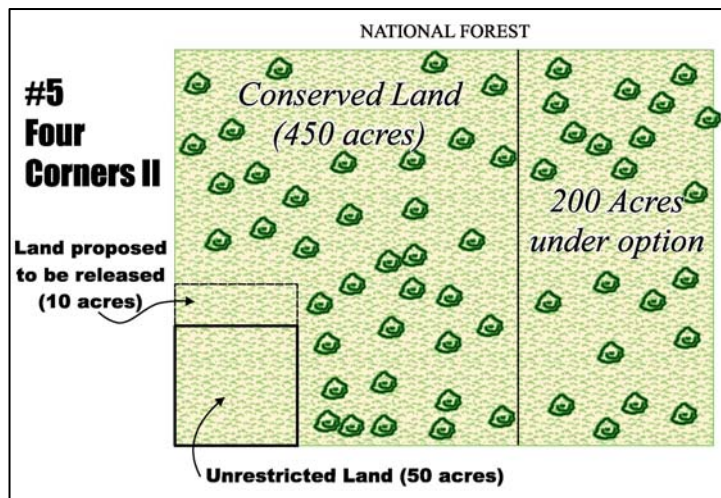 NATIONAL FOREST
#5
Four
Corners II
Conserved Land
(450 acres)
200 Acres
under option
Land proposed
to be released
(10 acres)
Unrestricted Land (50 acres)